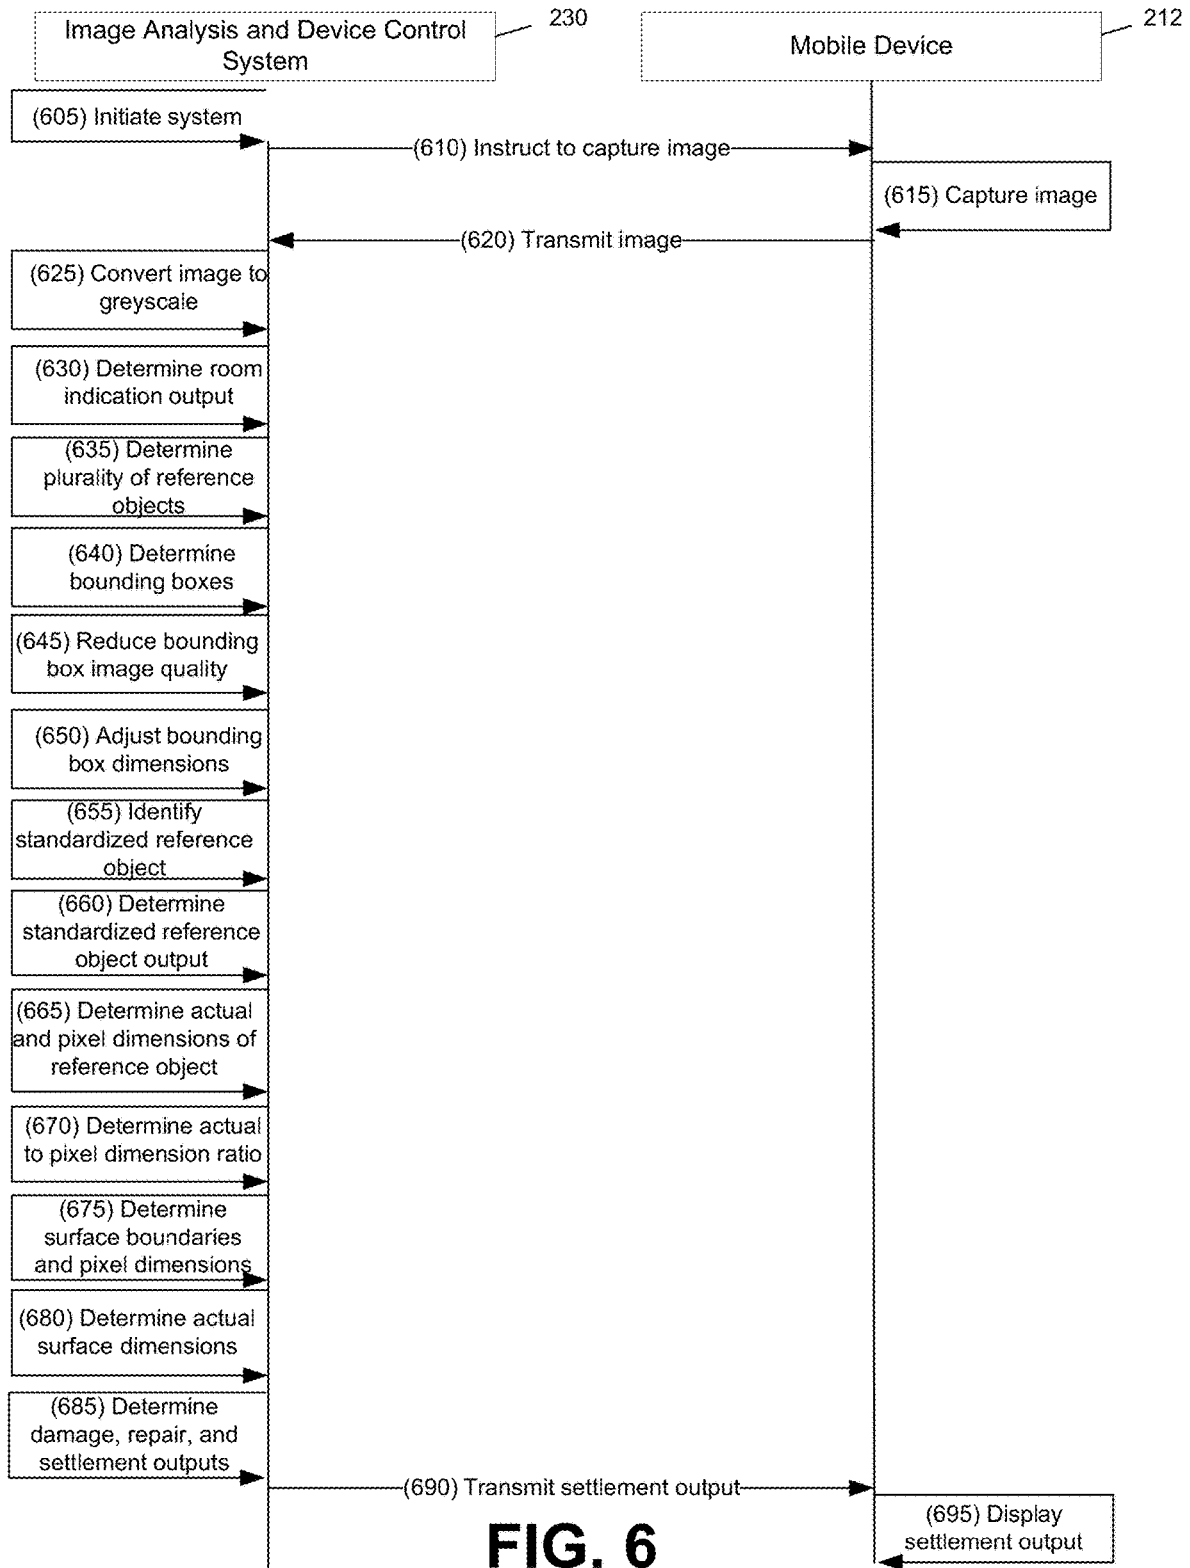 Image Analysis and Device Control
System
230
Mobile Device
212
(605) Initiate system
(610) Instruct to capture image
(615) Capture image
(620) Transmit image
(625) Convert image to
greyscale
(630) Determine room
indication output
(635) Determine
plurality of reference
objects
(640) Determine
bounding boxes
(645) Reduce bounding
box image quality
(650) Adjust bounding
box dimensions
(655) Identify
standardized reference
object
(660) Determine
standardized reference
object output
(665) Determine actual
and pixel dimensions of
reference object
(670) Determine actual
to pixel dimension ratio
(675) Determine
surface boundaries
and pixel dimensions
(680) Determine actual
surface dimensions
(685) Determine
damage, repair, and
settlement outputs
(690) Transmit settlement output
(695) Display
settlement output
FIG. 6